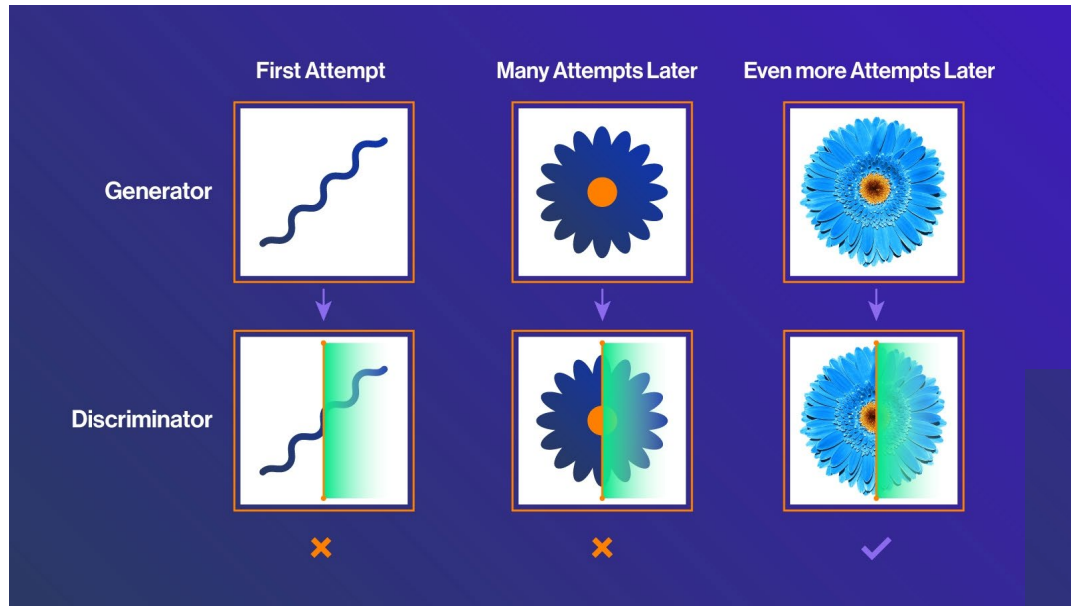 First Attempt
Many Attempts Later
Even more Attempts Later
Generator
Discriminator